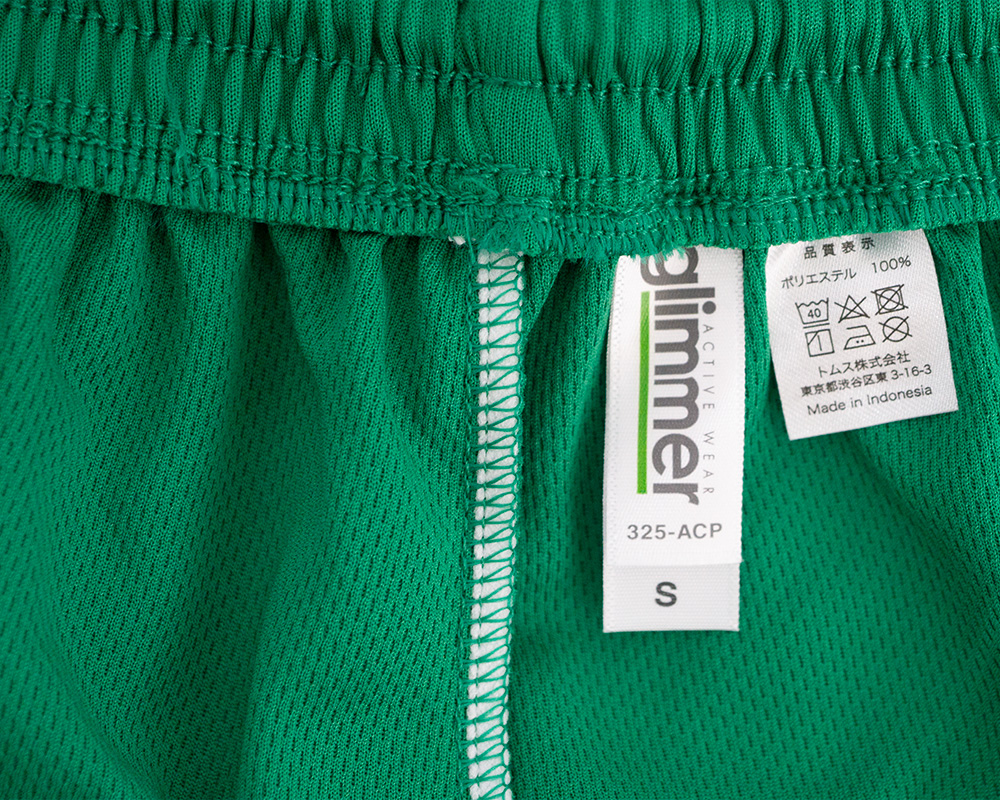 glimmer
ACTIVE WEAR
325-ACP
S
品質表示
ポリエステル 100%
40
トムス株式会社
東京都渋谷区東 3-16-3
Made in Indonesia